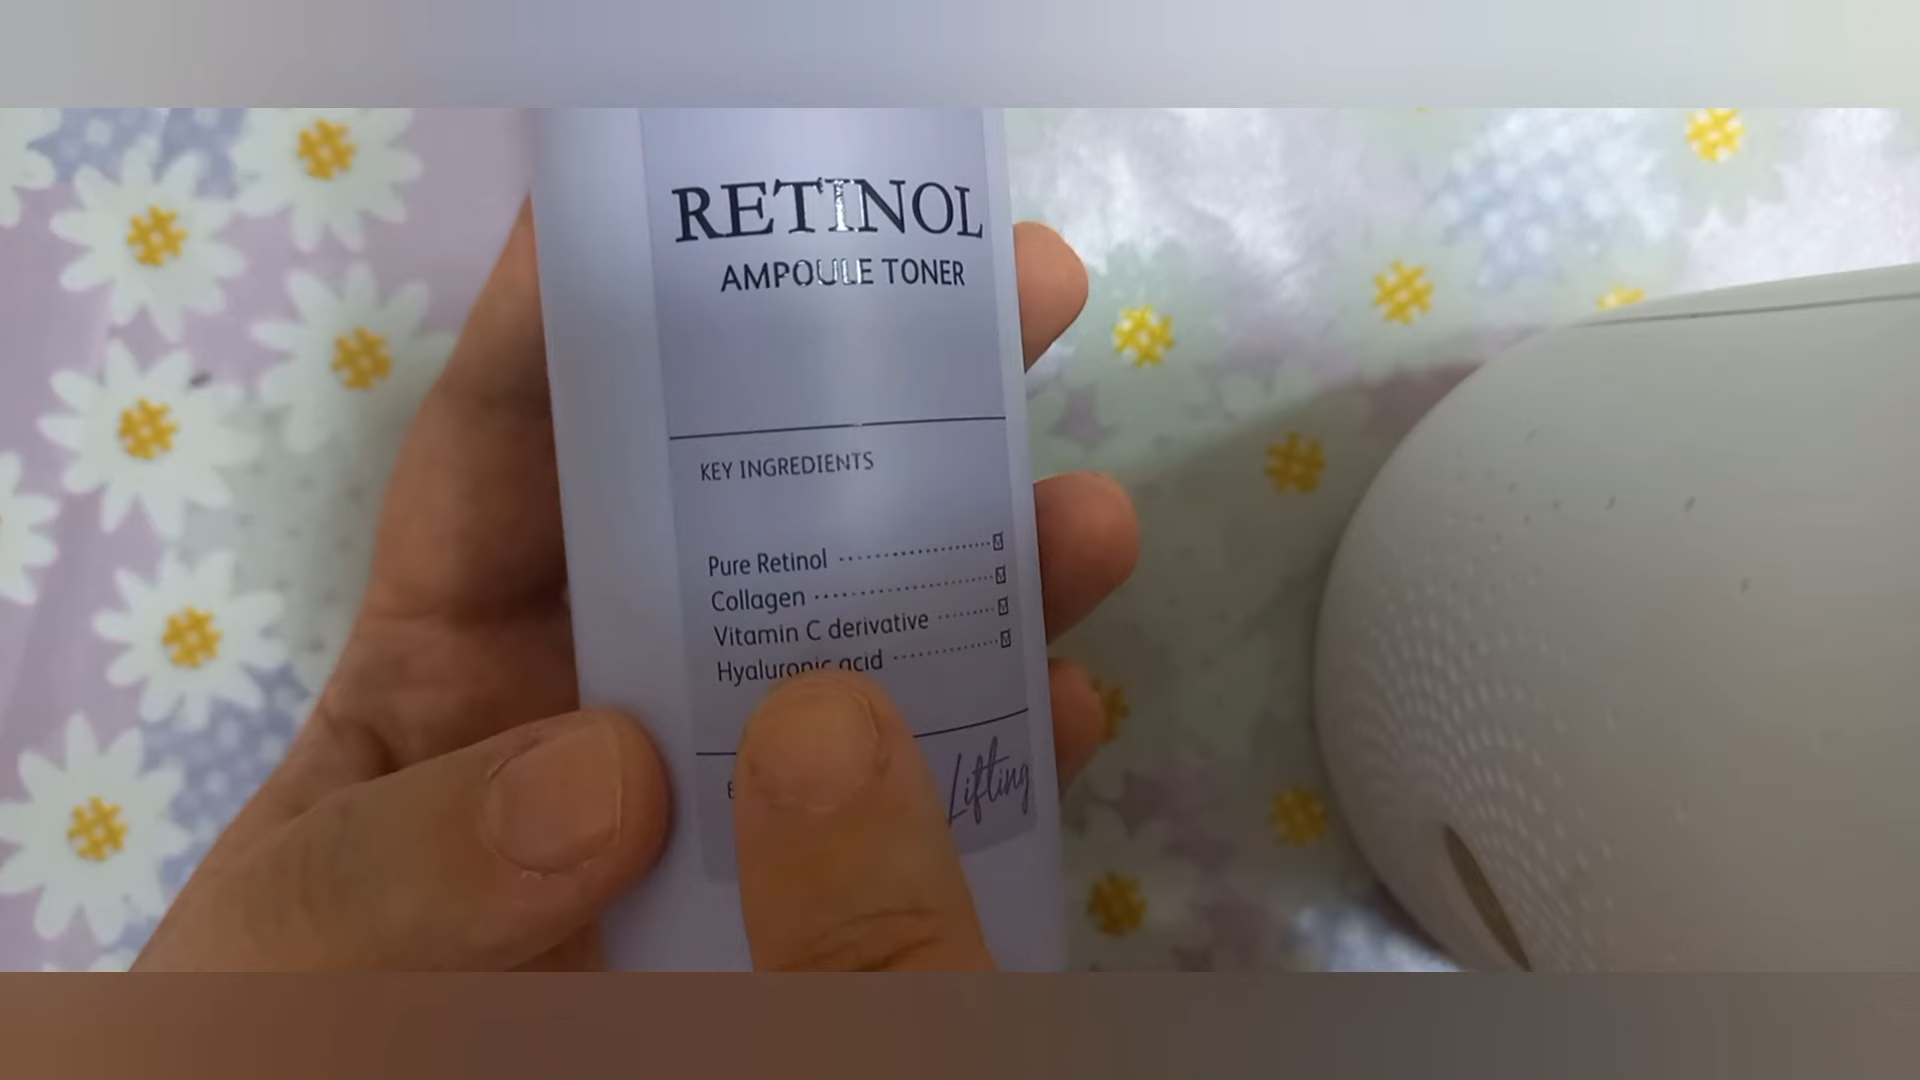 RETINOL
AMPOULE TONER
KEY INGREDIENTS
Pure Retinol
Collagen
Vitamin C derivative
Hyaluronic acid
Lifting